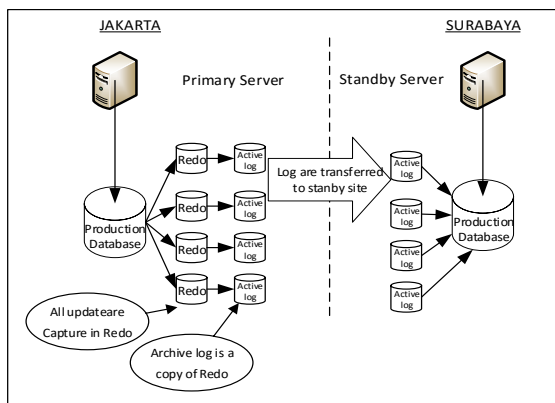 JAKARTA
SURABAYA
Primary Server
Standby Server
Redo
Active
log
Redo
Active
log
Redo
Active
log
Redo
Active
log
Production
Database
Log are transferred
to stanby site
Active
log
Active
log
Active
log
Active
log
Production
Database
All updateare
Capture in Redo
Archive log is a
copy of Redo